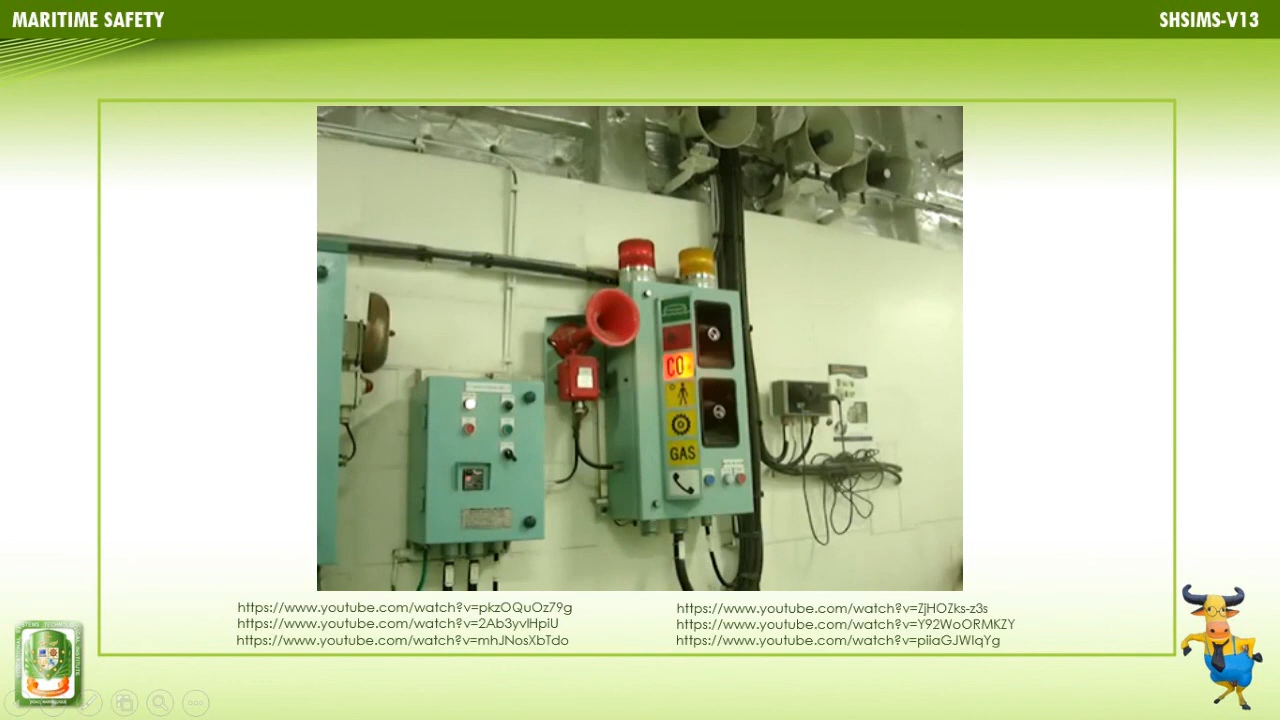 MARITIME SAFETY
SHSIMS-V13
CO
GAS
https://www.youtube.com/watch?v=pkzOQuOz79g
https://www.youtube.com/watch?v=2Ab3yvlHpiU
https://www.youtube.com/watch?v=mhJNosXbTdo
https://www.youtube.com/watch?v=ZjHOZks-z3s
https://www.youtube.com/watch?v=Y92WoORMKZY
https://www.youtube.com/watch?v=piiaGJWlqYg